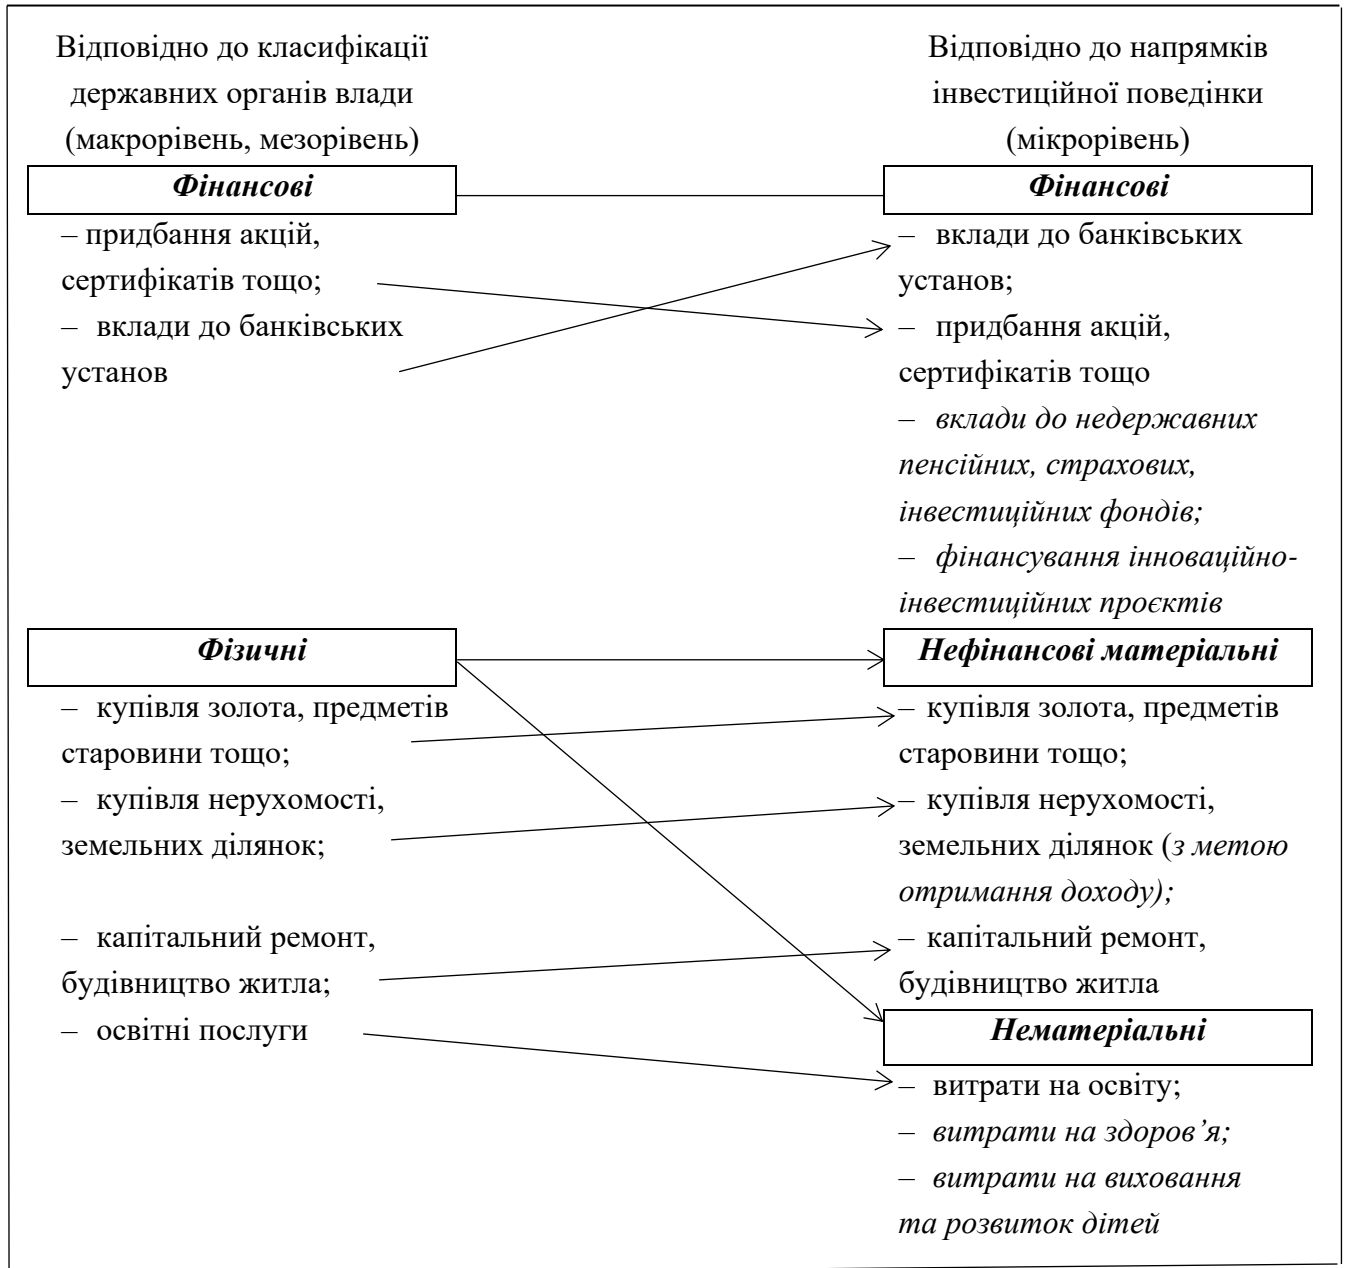 Відповідно до класифікації
державних органів влади
(макрорівень, мезорівень)
Фінансові
– придбання акцій,
сертифікатів тощо;
– вклади до банківських
установ
Фізичні
– купівля золота, предметів
старовини тощо;
– купівля нерухомості,
земельних ділянок;
– капітальний ремонт,
будівництво житла;
– освітні послуги
Відповідно до напрямків
інвестиційної поведінки
(мікрорівень)
Фінансові
– вклади до банківських
установ;
– придбання акцій,
сертифікатів тощо
– вклади до недержавних
пенсійних, страхових,
інвестиційних фондів;
– фінансування інноваційно-
інвестиційних проєктів
Нефінансові матеріальні
– купівля золота, предметів
старовини тощо;
– купівля нерухомості,
земельних ділянок (з метою
отримання доходу);
– капітальний ремонт,
будівництво житла
Нематеріальні
– витрати на освіту;
– витрати на здоров’я;
– витрати на виховання
та розвиток дітей